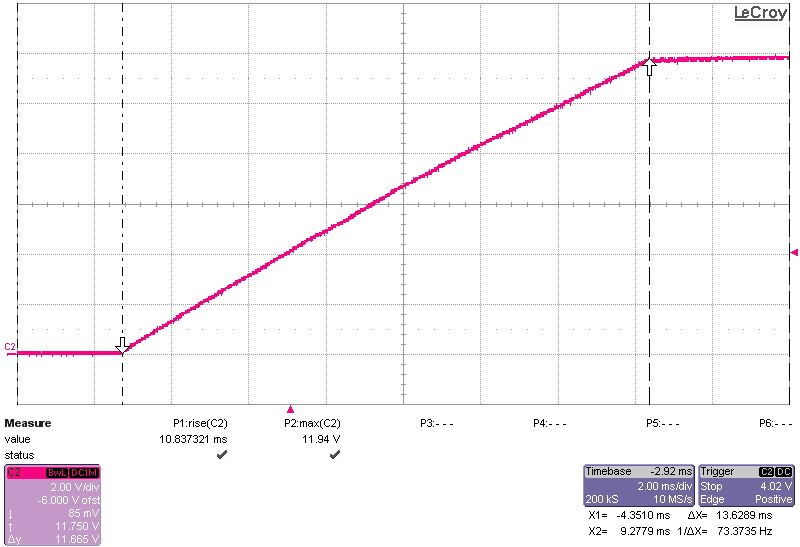 LeCroy
C2
Measure P1:rise(C2) P2:max(C2) P3:- - - P4:- - - P5:- - - P6:- - -
value 10.837321 ms 11.94 V
status
C2 BwL DC1M
2.00 V/div
-6.000 V ofst
↓ 85 mV
↑ 11.750 V
Δy 11.665 V
Timebase -2.92 ms
2.00 ms/div
200 kS 10 MS/s
Trigger C2 DC
Stop 4.02 V
Edge Positive
X1= -4.3510 ms ΔX= 13.6289 ms
X2= 9.2779 ms 1/ΔX= 73.3735 Hz